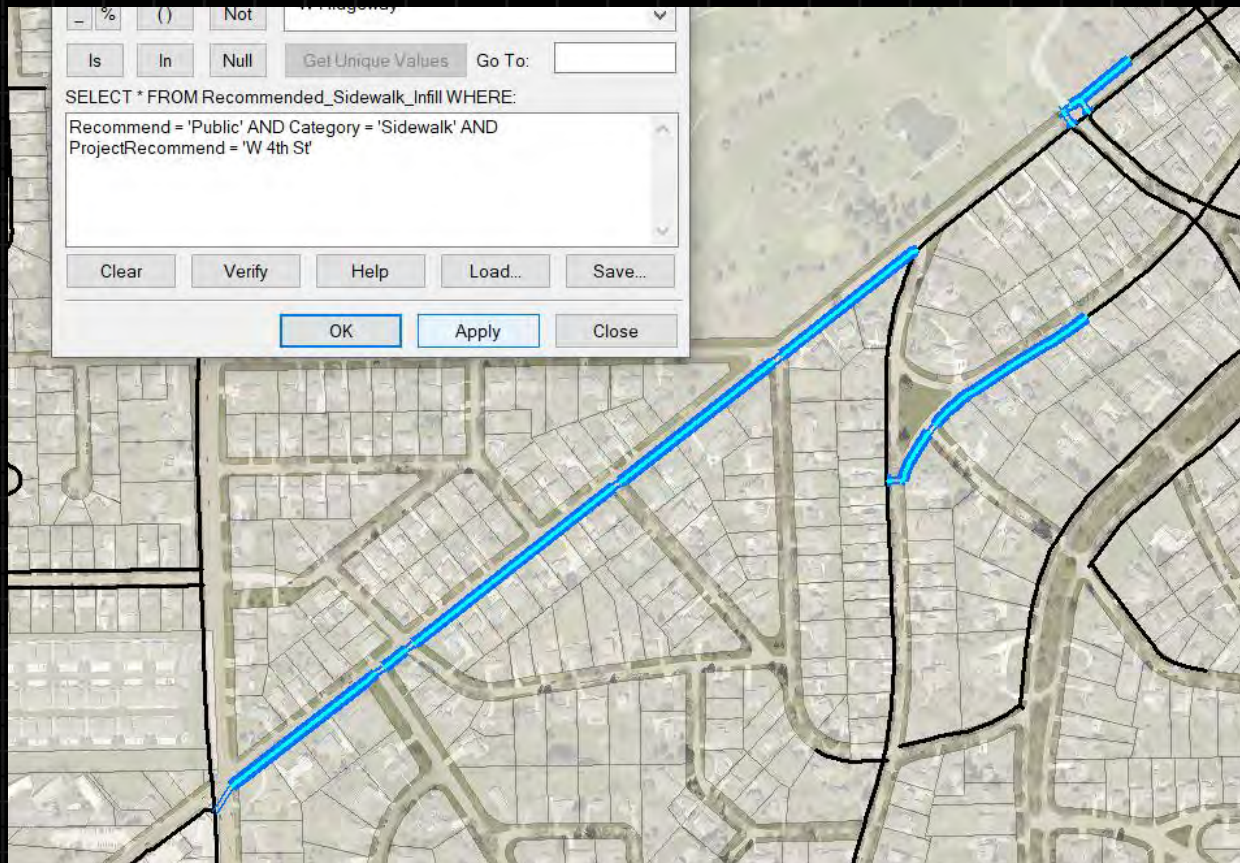 _ % ( ) Not W Ridgeway
Is In Null Get Unique Values Go To:
SELECT * FROM Recommended_Sidewalk_Infill WHERE:
Recommend = 'Public' AND Category = 'Sidewalk' AND
ProjectRecommend = 'W 4th St'
Clear Verify Help Load... Save...
OK Apply Close